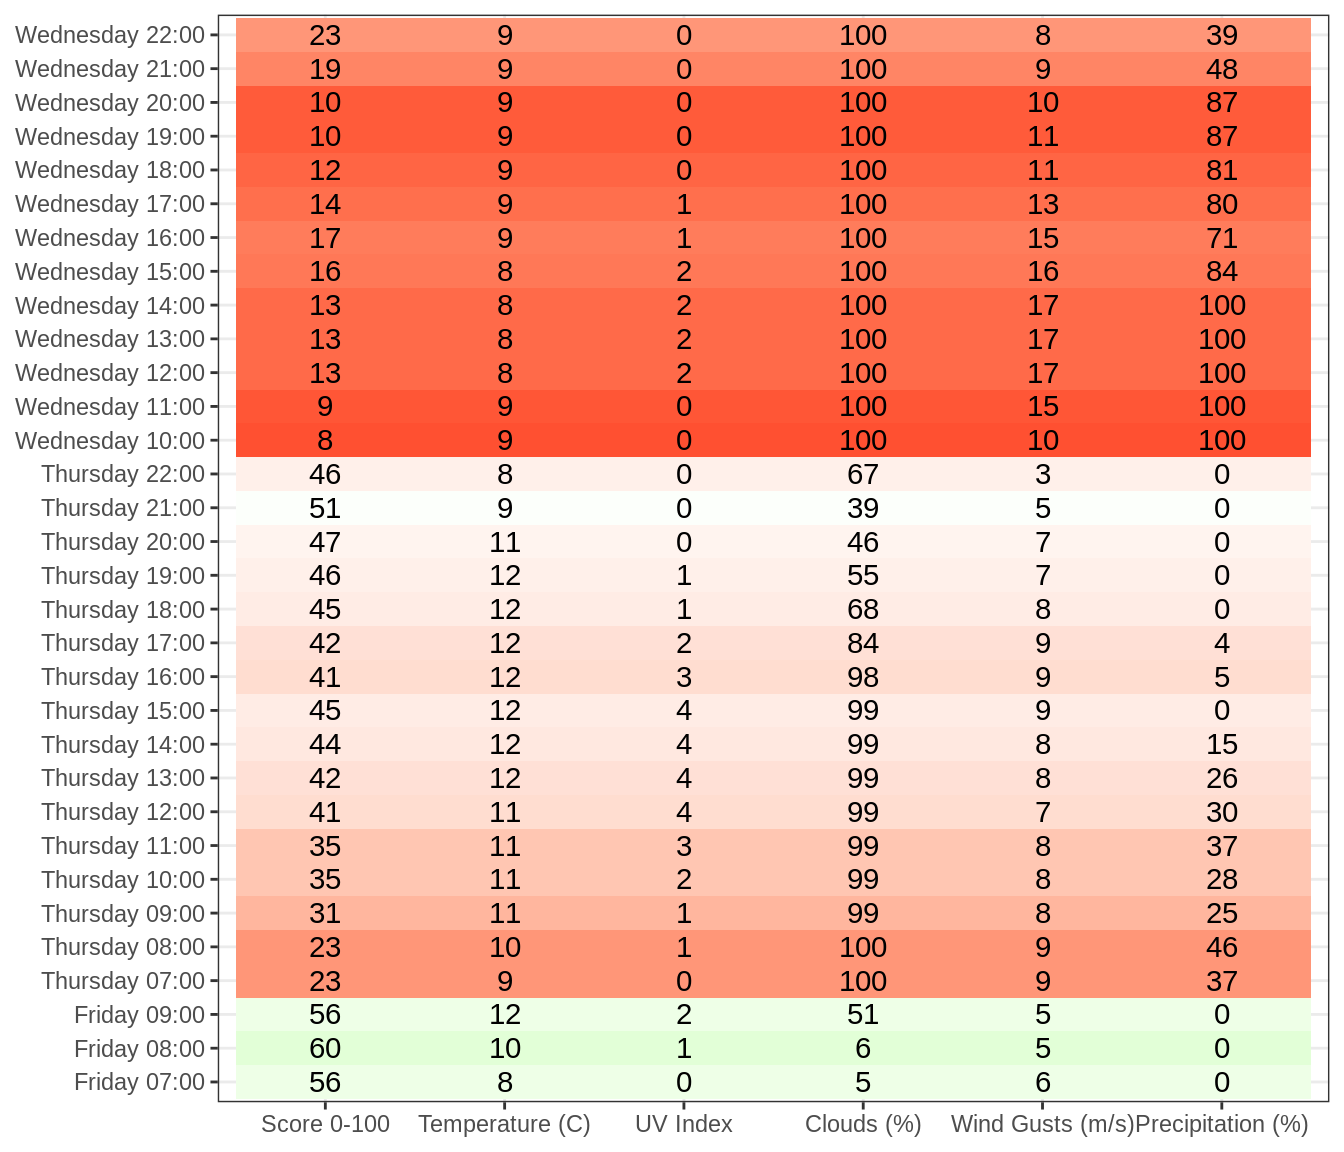 Wednesday 22:00 23 9 0 100 8 39
Wednesday 21:00 19 9 0 100 9 48
Wednesday 20:00 10 9 0 100 10 87
Wednesday 19:00 10 9 0 100 11 87
Wednesday 18:00 12 9 0 100 11 81
Wednesday 17:00 14 9 1 100 13 80
Wednesday 16:00 17 9 1 100 15 71
Wednesday 15:00 16 8 2 100 16 84
Wednesday 14:00 13 8 2 100 17 100
Wednesday 13:00 13 8 2 100 17 100
Wednesday 12:00 13 8 2 100 17 100
Wednesday 11:00 9 9 0 100 15 100
Wednesday 10:00 8 9 0 100 10 100
Thursday 22:00 46 8 0 67 3 0
Thursday 21:00 51 9 0 39 5 0
Thursday 20:00 47 11 0 46 7 0
Thursday 19:00 46 12 1 55 7 0
Thursday 18:00 45 12 1 68 8 0
Thursday 17:00 42 12 2 84 9 4
Thursday 16:00 41 12 3 98 9 5
Thursday 15:00 45 12 4 99 9 0
Thursday 14:00 44 12 4 99 8 15
Thursday 13:00 42 12 4 99 8 26
Thursday 12:00 41 11 4 99 7 30
Thursday 11:00 35 11 3 99 8 37
Thursday 10:00 35 11 2 99 8 28
Thursday 09:00 31 11 1 99 8 25
Thursday 08:00 23 10 1 100 9 46
Thursday 07:00 23 9 0 100 9 37
Friday 09:00 56 12 2 51 5 0
Friday 08:00 60 10 1 6 5 0
Friday 07:00 56 8 0 5 6 0
Score 0-100 Temperature (C) UV Index Clouds (%) Wind Gusts (m/s) Precipitation (%)